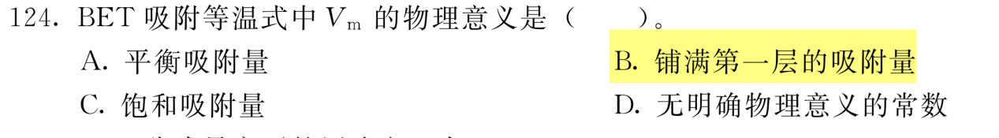 124. BET 吸附等温式中 Vm 的物理意义是（　　）。
A. 平衡吸附量　　B. 铺满第一层的吸附量
C. 饱和吸附量　　D. 无明确物理意义的常数